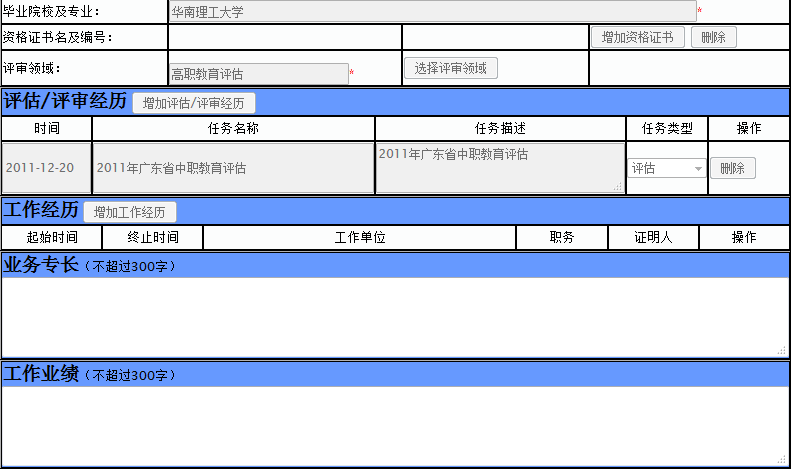 毕业院校及专业： 华南理工大学 *
资格证书名及编号： 增加资格证书 删除
评审领域： 高职教育评估 * 选择评审领域
评估/评审经历 增加评估/评审经历
时间 任务名称 任务描述 任务类型 操作
2011-12-20 2011年广东省中职教育评估 2011年广东省中职教育评估 评估 删除
工作经历 增加工作经历
起始时间 终止时间 工作单位 职务 证明人 操作
业务专长（不超过300字）
工作业绩（不超过300字）